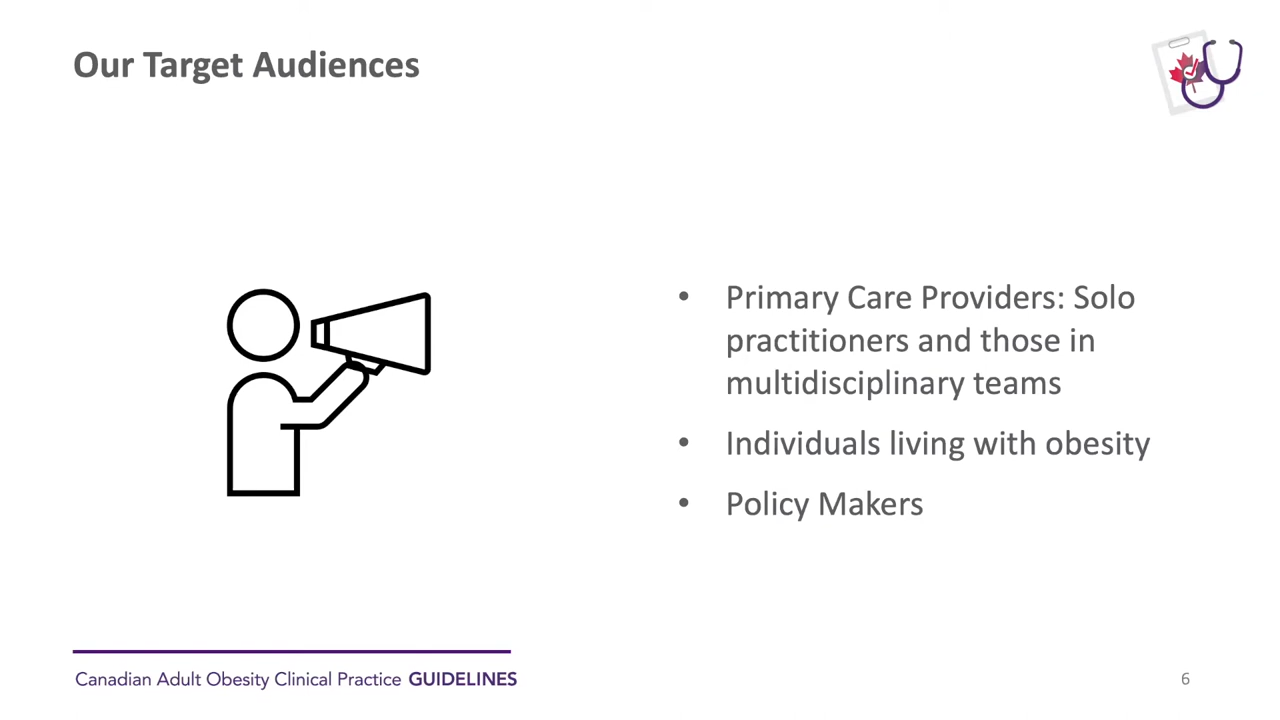 Our Target Audiences
• Primary Care Providers: Solo
practitioners and those in
multidisciplinary teams
• Individuals living with obesity
• Policy Makers
Canadian Adult Obesity Clinical Practice GUIDELINES
6